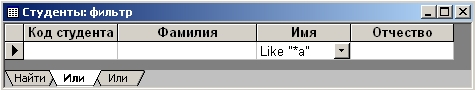 Студенты: фильтр
Код студента Фамилия Имя Отчество
Like "*а"
Найти Или Или